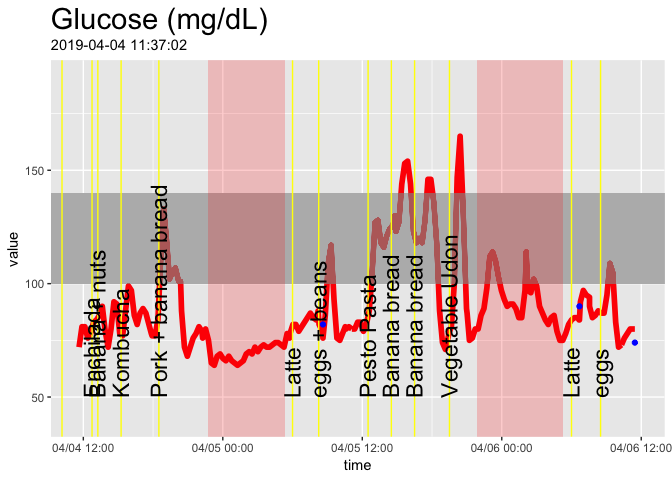 Glucose (mg/dL)
2019-04-04 11:37:02
value
150
100
50
Enchilada
Banana nuts
Kombucha
Pork + banana bread
Latte
eggs + beans
Pesto Pasta
Banana bread
Banana bread
Vegetable Udon
Latte
eggs
04/04 12:00
04/05 00:00
04/05 12:00
04/06 00:00
04/06 12:00
time